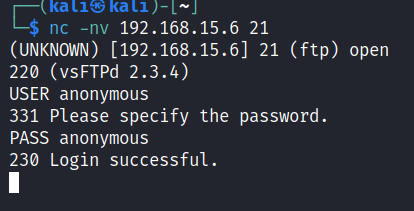 ┌──(kali㉿kali)-[~]
└─$ nc -nv 192.168.15.6 21
(UNKNOWN) [192.168.15.6] 21 (ftp) open
220 (vsFTPd 2.3.4)
USER anonymous
331 Please specify the password.
PASS anonymous
230 Login successful.